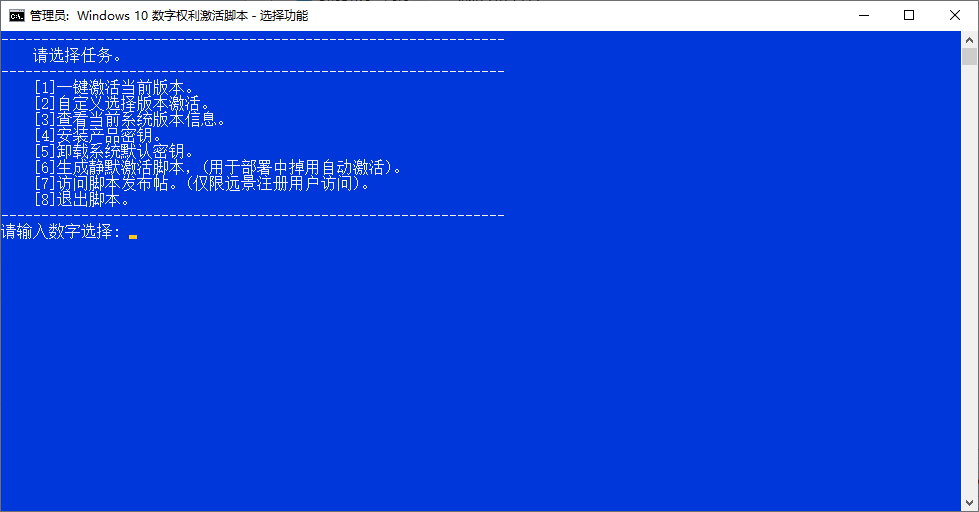 管理员: Windows 10 数字权利激活脚本 - 选择功能
---------------------------------------------------------------
请选择任务。
---------------------------------------------------------------
[1]一键激活当前版本。
[2]自定义选择版本激活。
[3]查看当前系统版本信息。
[4]安装产品密钥。
[5]卸载系统默认密钥。
[6]生成静默激活脚本，(用于部署中掉用自动激活)。
[7]访问脚本发布帖。(仅限远景注册用户访问)。
[8]退出脚本。
---------------------------------------------------------------
请输入数字选择: